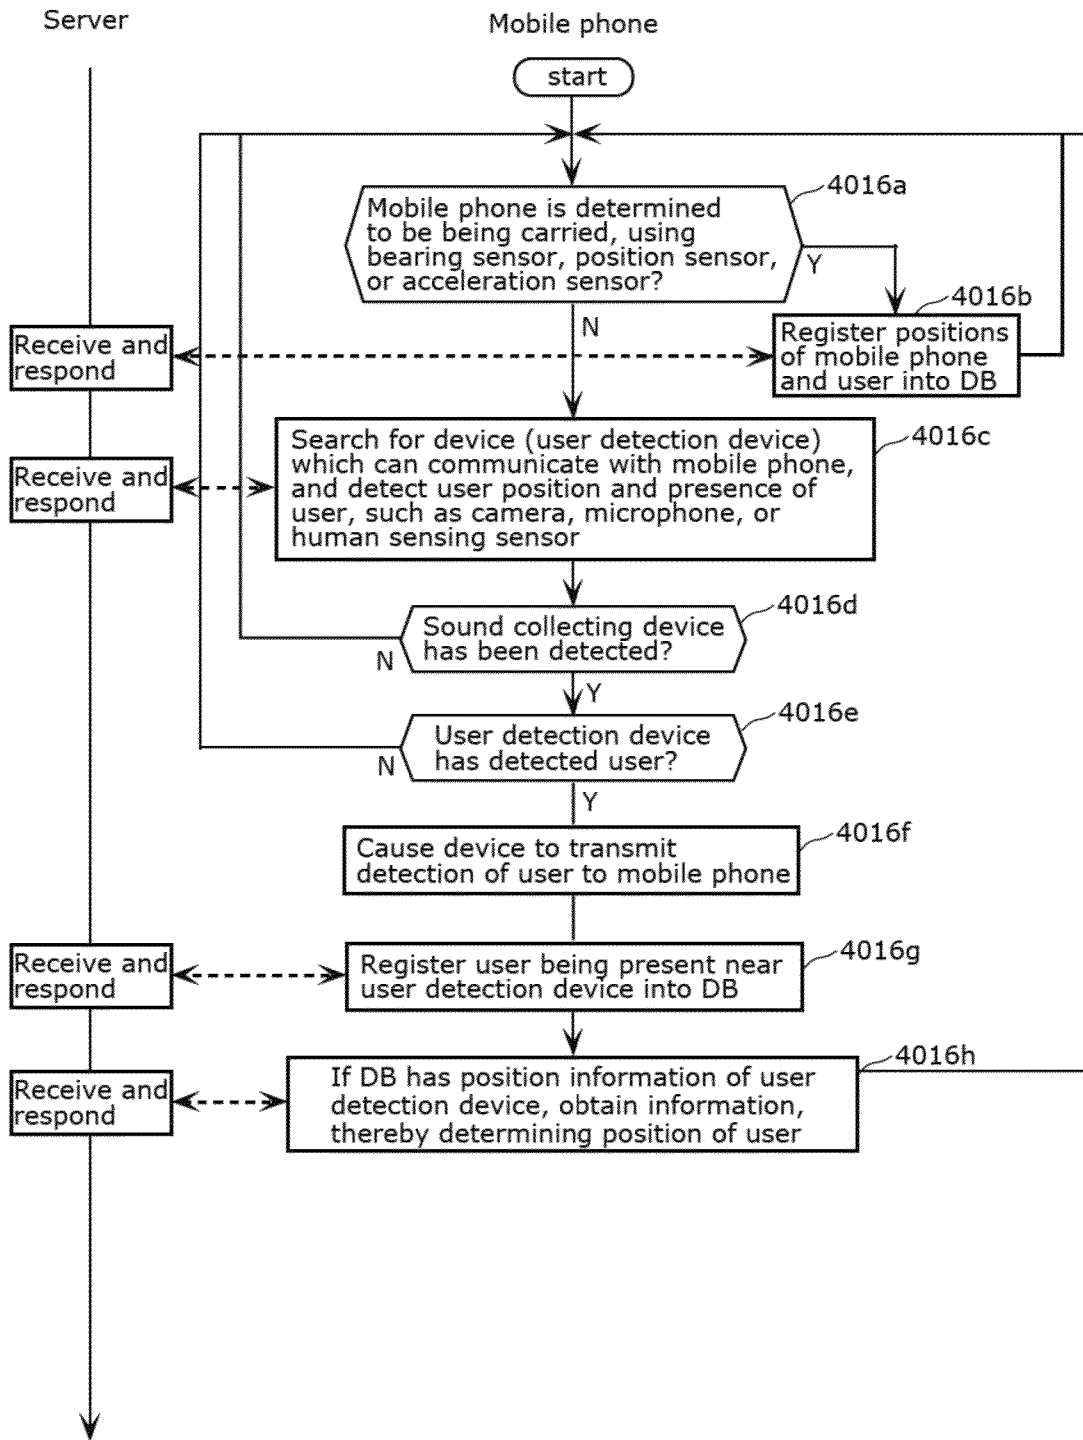 Server
Mobile phone
start
4016a
Mobile phone is determined
to be being carried, using
bearing sensor, position sensor,
or acceleration sensor?
Y
N
4016b
Register positions
of mobile phone
and user into DB
Receive and
respond
4016c
Search for device (user detection device)
which can communicate with mobile phone,
and detect user position and presence of
user, such as camera, microphone, or
human sensing sensor
Receive and
respond
4016d
Sound collecting device
has been detected?
N
Y
4016e
User detection device
has detected user?
N
Y
4016f
Cause device to transmit
detection of user to mobile phone
4016g
Register user being present near
user detection device into DB
Receive and
respond
4016h
If DB has position information of user
detection device, obtain information,
thereby determining position of user
Receive and
respond